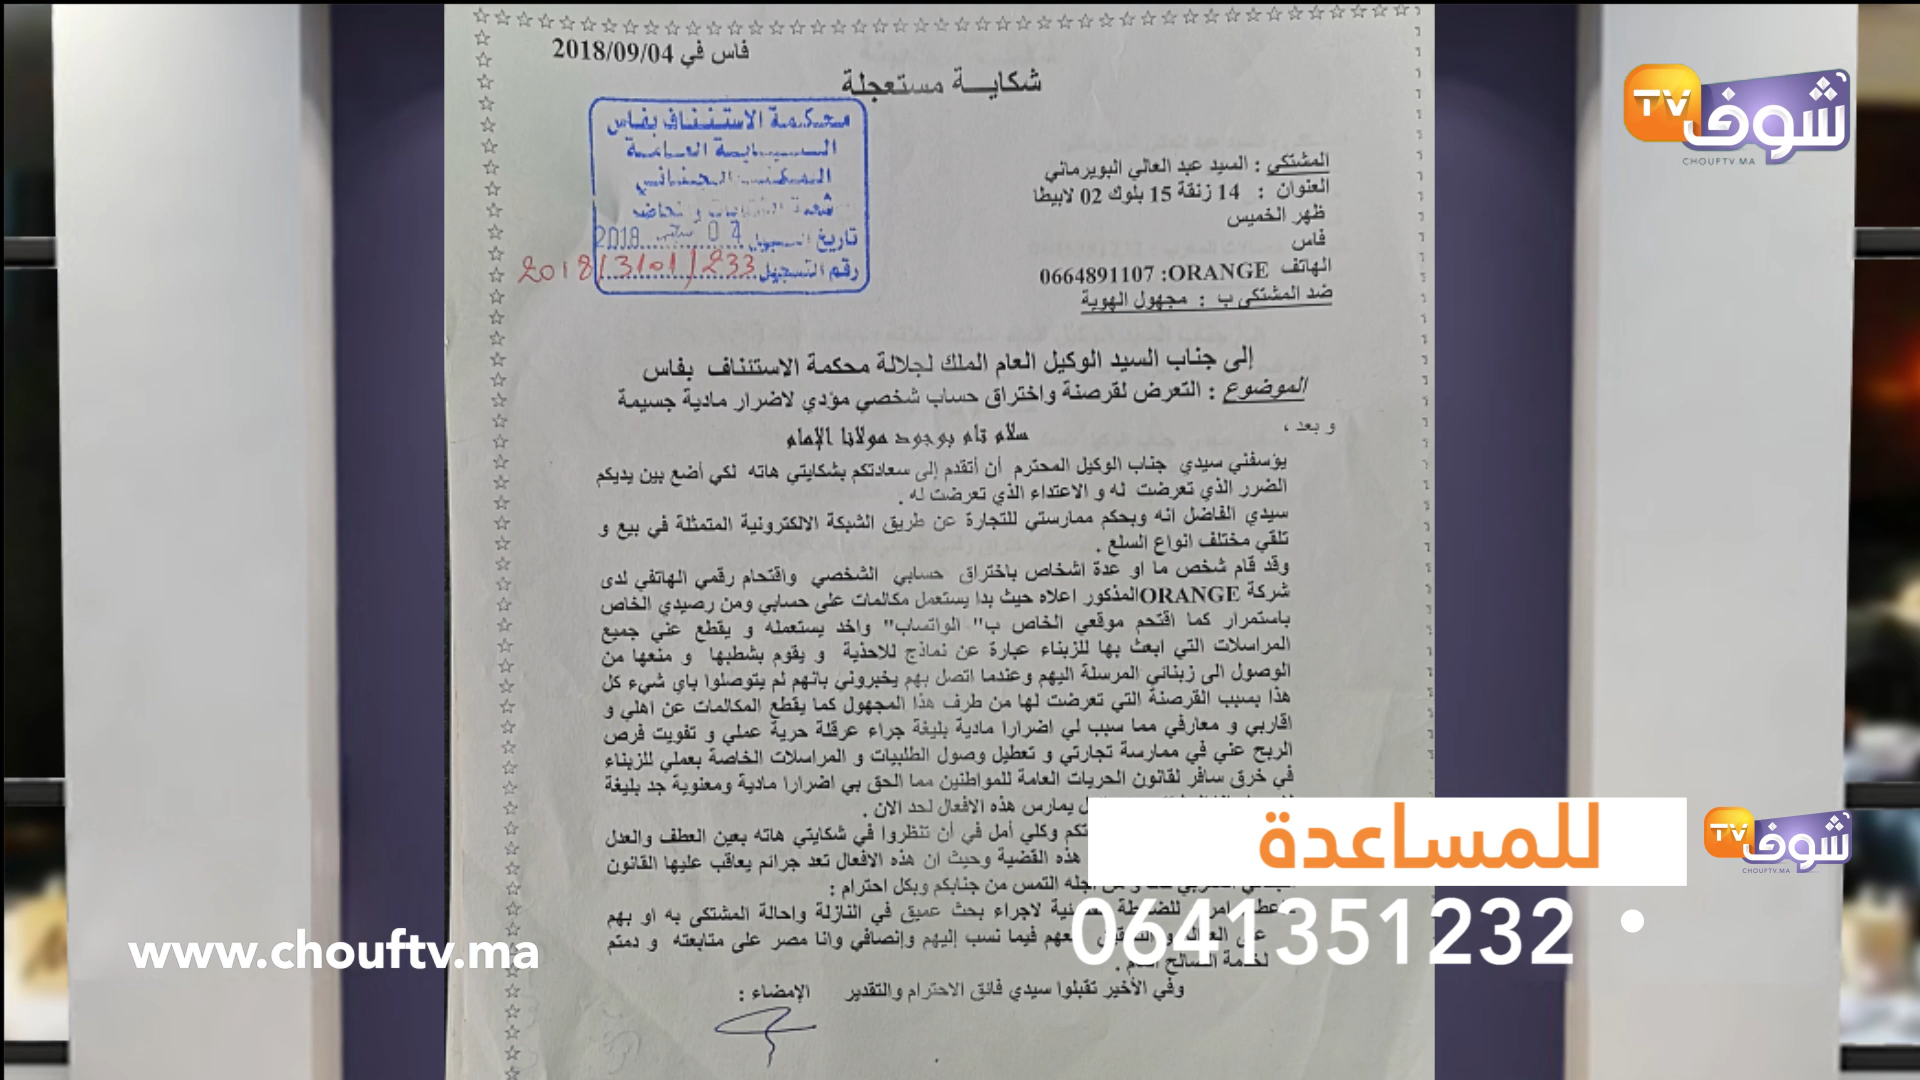 فاس في 2018/09/04
شكايـــة مستعجلة
محكمة الاستئناف بفاس
النيابة العامة
تاريخ 04 2018
رقم التسجيل 2018/3101/233
المشتكي : السيد عبد العالي البويرماني
العنوان : 14 زنقة 15 بلوك 02 لابيطا
ظهر الخميس
فاس
الهاتف ORANGE: 0664891107
ضد المشتكى ب : مجهول الهوية
إلى جناب السيد الوكيل العام الملك لجلالة محكمة الاستئناف بفاس
الموضوع : التعرض لقرصنة واختراق حساب شخصي مؤدي لاضرار مادية جسيمة
سلام تام بوجود مولانا الإمام
و بعد ،
يؤسفني سيدي جناب الوكيل المحترم أن أتقدم إلى سعادتكم بشكايتي هاته لكي أضع بين يديكم
الضرر الذي تعرضت له و الاعتداء الذي تعرضت له .
سيدي الفاضل انه وبحكم ممارستي للتجارة عن طريق الشبكة الالكترونية المتمثلة في بيع و
تلقي مختلف انواع السلع .
وقد قام شخص ما او عدة اشخاص باختراق حسابي الشخصي واقتحام رقمي الهاتفي لدى
شركة ORANGEالمذكور اعلاه حيث بدا يستعمل مكالمات على حسابي ومن رصيدي الخاص
باستمرار كما اقتحم موقعي الخاص ب" الواتساب" واخد يستعمله و يقطع عني جميع
المراسلات التي ابعث بها للزبناء عبارة عن نماذج للاحذية و يقوم بشطبها و منعها من
الوصول الى زبنائي المرسلة اليهم وعندما اتصل بهم يخبروني بانهم لم يتوصلوا باي شيء كل
هذا بسبب القرصنة التي تعرضت لها من طرف هذا المجهول كما يقطع المكالمات عن اهلي و
اقاربي و معارفي مما سبب لي اضرارا مادية بليغة جراء عرقلة حرية عملي و تفويت فرص
الربح عني في ممارسة تجارتي و تعطيل وصول الطلبيات و المراسلات الخاصة بعملي للزبناء
في خرق سافر لقانون الحريات العامة للمواطنين مما الحق بي اضرارا مادية ومعنوية جد بليغة
يمارس هذه الافعال لحد الان .
وكلي أمل في أن تنظروا في شكايتي هاته بعين العطف والعدل
هذه القضية وحيث ان هذه الافعال تعد جرائم يعاقب عليها القانون
التمس من جنابكم وبكل احترام :
لاجراء بحث عميق في النازلة واحالة المشتكى به او بهم
فيما نسب إليهم وإنصافي وانا مصر على متابعته و دمتم
لخدمة الصالح العام .
وفي الأخير تقبلوا سيدي فائق الاحترام والتقدير الإمضاء :
شوف TV
CHOUFTV.MA
للمساعدة
شوف TV
CHOUFTV.MA
0641351232
www.chouftv.ma